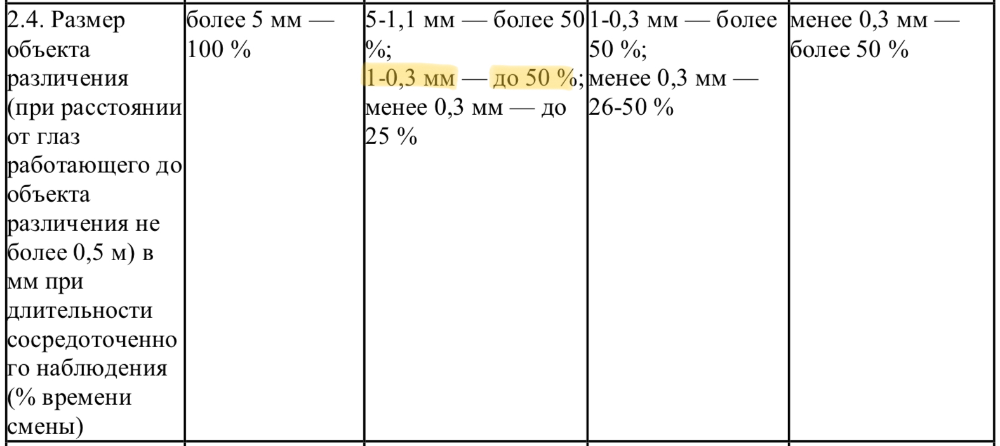 2.4. Размер
объекта
различения
(при расстоянии
от глаз
работающего до
объекта
различения не
более 0,5 м) в
мм при
длительности
сосредоточенно
го наблюдения
(% времени
смены)
более 5 мм —
100 %
5-1,1 мм — более 50
%;
1-0,3 мм — до 50 %;
менее 0,3 мм — до
25 %
1-0,3 мм — более
50 %;
менее 0,3 мм —
26-50 %
менее 0,3 мм —
более 50 %